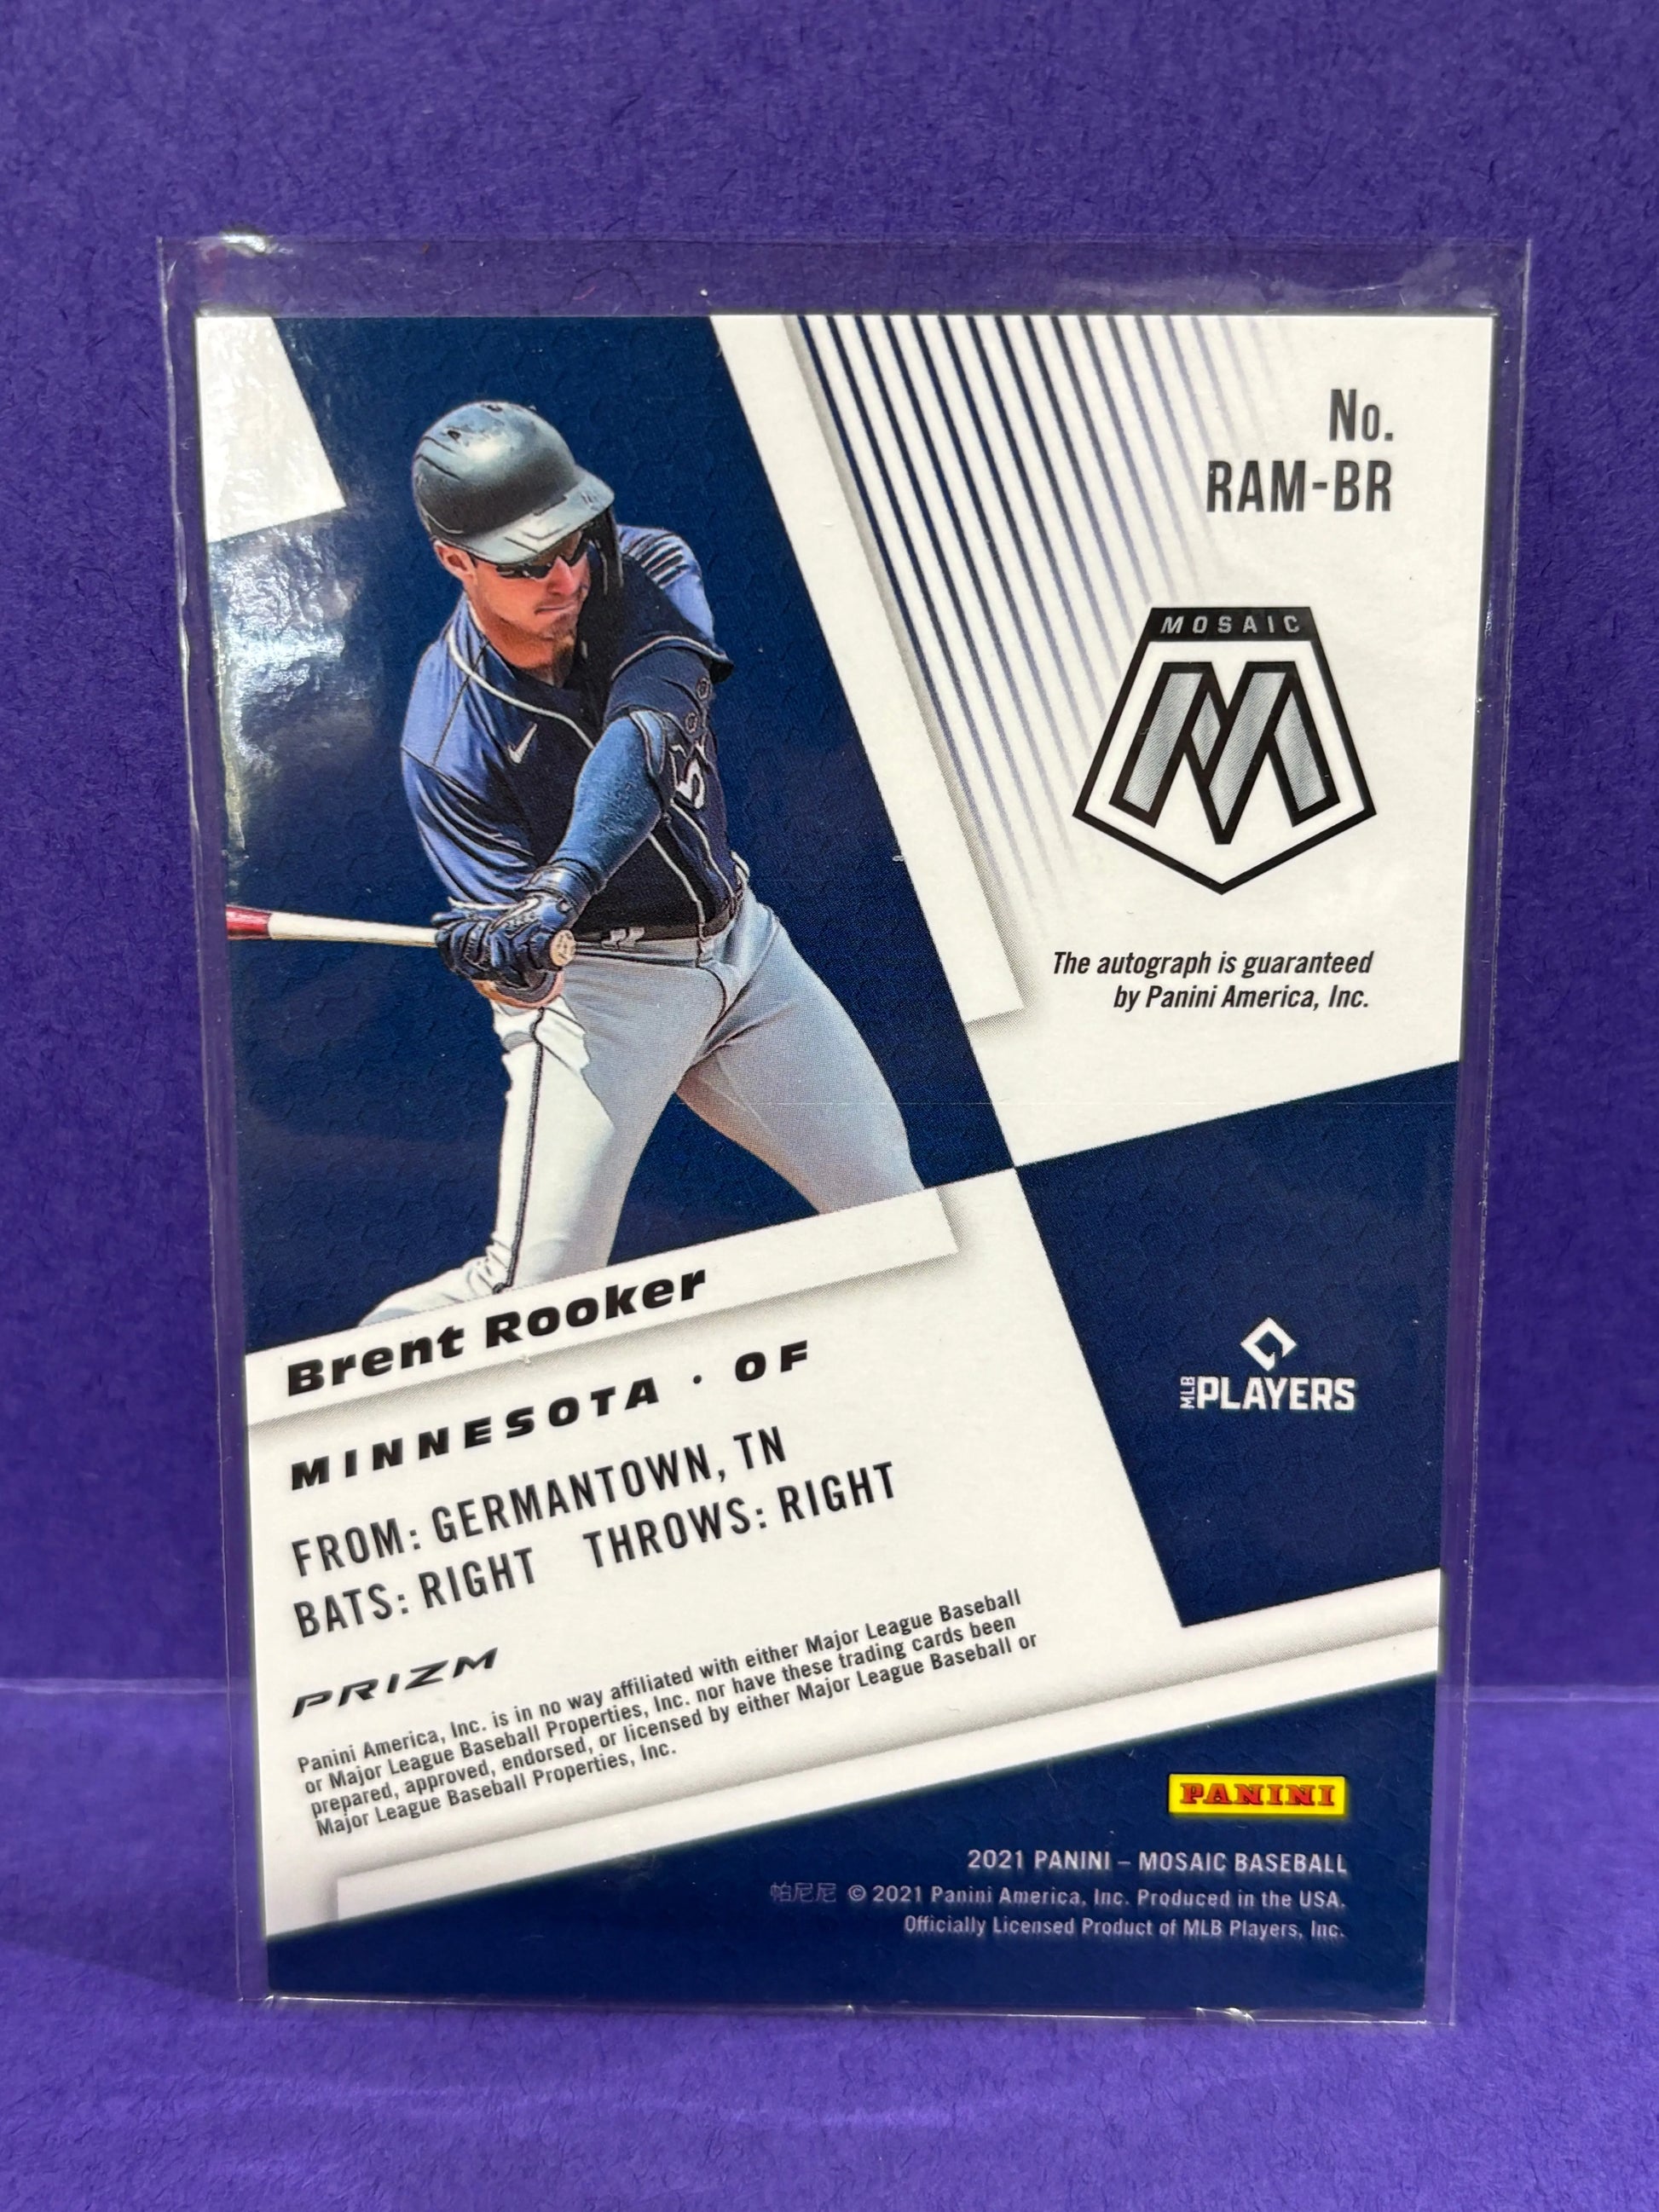 No.
RAM-BR
MOSAIC
M
The autograph is guaranteed
by Panini America, Inc.
Brent Rooker
MINNESOTA · OF
FROM: GERMANTOWN, TN
BATS: RIGHT THROWS: RIGHT
MLB PLAYERS
PRIZM
Panini America, Inc. is in no way affiliated with either Major League Baseball
or Major League Baseball Properties, Inc. nor have these trading cards been
prepared, approved, endorsed, or licensed by either Major League Baseball or
Major League Baseball Properties, Inc.
PANINI
2021 PANINI – MOSAIC BASEBALL
帕尼尼 © 2021 Panini America, Inc. Produced in the USA.
Officially Licensed Product of MLB Players, Inc.